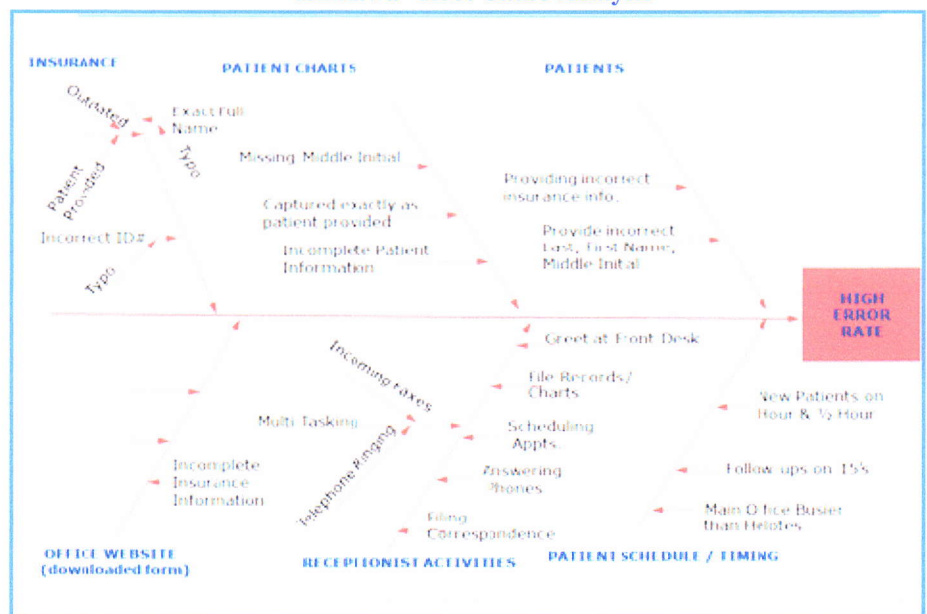 INSURANCE
PATIENT CHARTS
PATIENTS
Outdated
Exact Full
Name
Typo
Patient
Provided
Incorrect ID#
Typo
Missing Middle Initial
Captured exactly as
patient provided
Incomplete Patient
Information
Providing incorrect
insurance info.
Provide incorrect
Last, First Name,
Middle Inital
HIGH
ERROR
RATE
Incoming Faxes
Multi Tasking
Telephone Ringing
Incomplete
Insurance
Information
Greet at Front Desk
File Records/
Charts
Scheduling
Appts.
Answering
Phones
Filing
Correspondence
New Patients on
Hour & ½ Hour
Follow ups on 15's
Main Office Busier
than Helotes
OFFICE WEBSITE
(downloaded form)
RECEPTIONIST ACTIVITIES
PATIENT SCHEDULE / TIMING